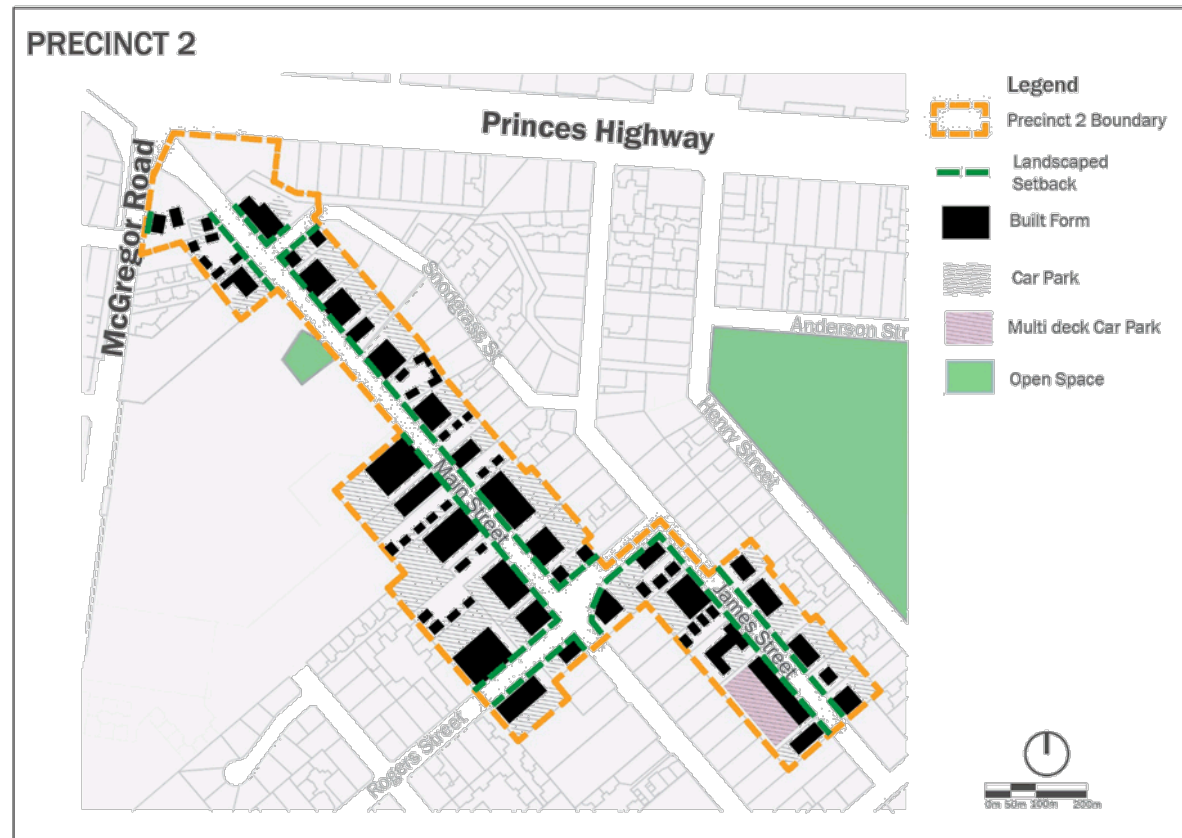 PRECINCT 2
Legend
Precinct 2 Boundary
Landscaped
Setback
Built Form
Car Park
Multi deck Car Park
Open Space
Princes Highway
McGregor Road
Snodgrass St
Anderson Str
Henry Street
Main Street
James Street
Rogers Street
0m 50m 100m 200m